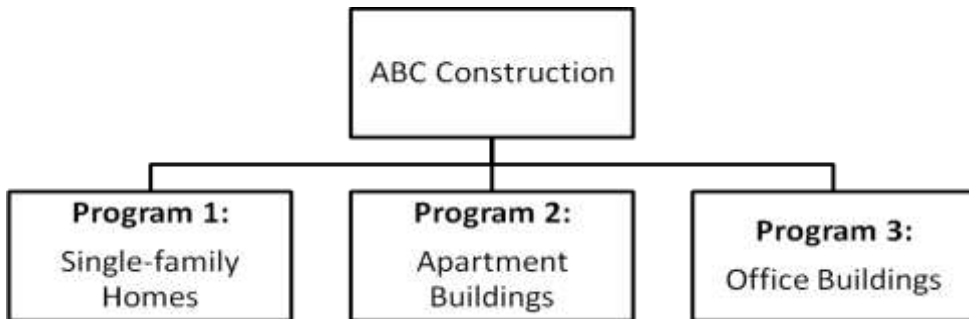 ABC Construction
Program 1:
Single-family
Homes
Program 2:
Apartment
Buildings
Program 3:
Office Buildings